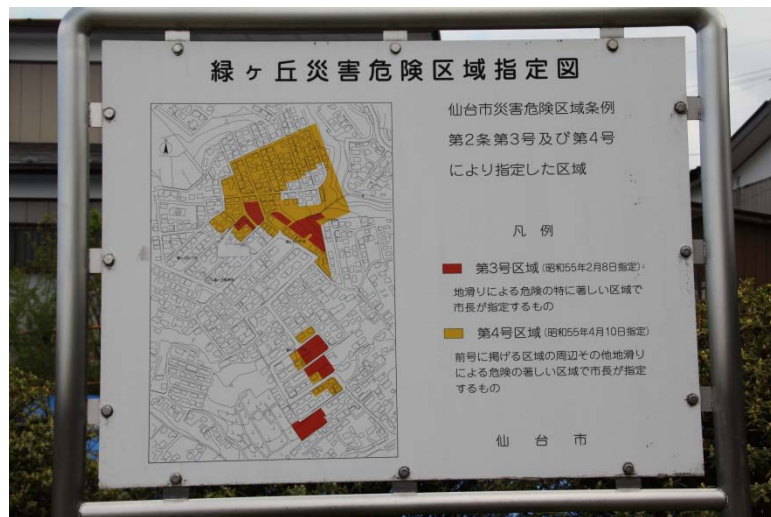 緑ヶ丘災害危険区域指定図
仙台市災害危険区域条例
第2条第3号及び第4号
により指定した区域
凡例
第3号区域(昭和55年2月8日指定)
地滑りによる危険の特に著しい区域で
市長が指定するもの
第4号区域(昭和55年4月10日指定)
前号に掲げる区域の周辺その他地滑り
による危険の著しい区域で市長が指定
するもの
仙台市